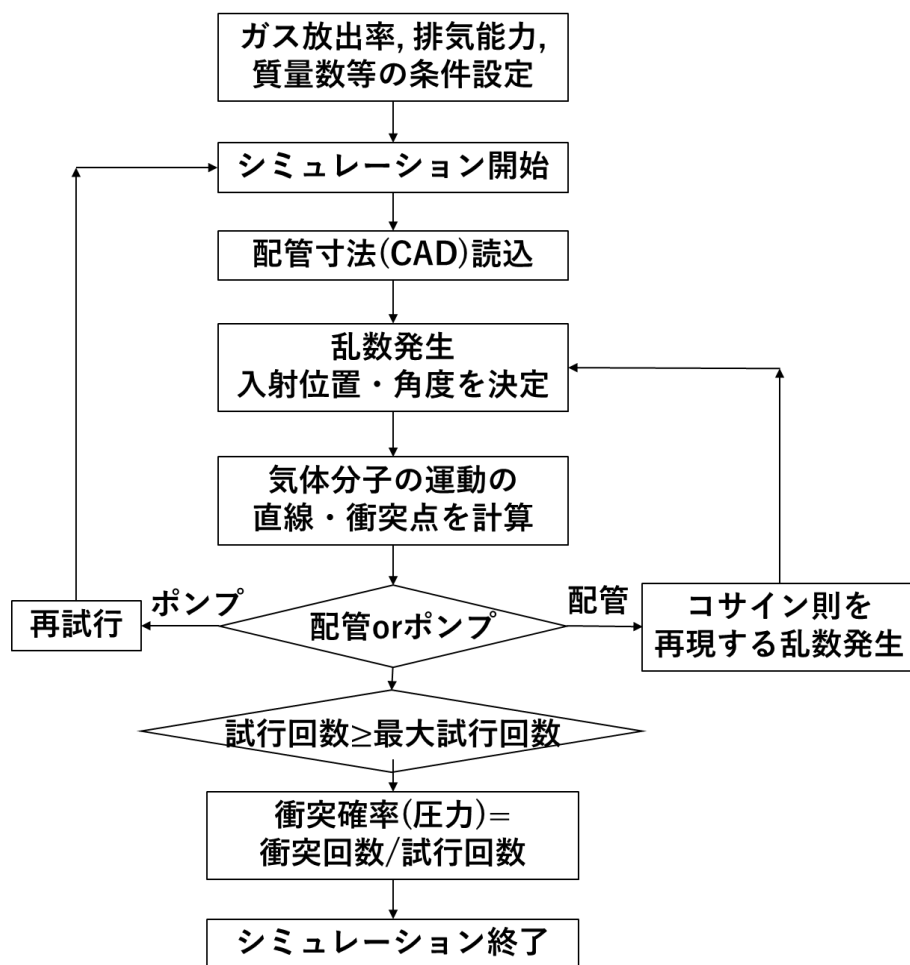 ガス放出率, 排気能力,
質量数等の条件設定
シミュレーション開始
配管寸法(CAD)読込
乱数発生
入射位置・角度を決定
気体分子の運動の
直線・衝突点を計算
再試行
ポンプ
配管orポンプ
配管
コサイン則を
再現する乱数発生
試行回数≥最大試行回数
衝突確率(圧力)=
衝突回数/試行回数
シミュレーション終了